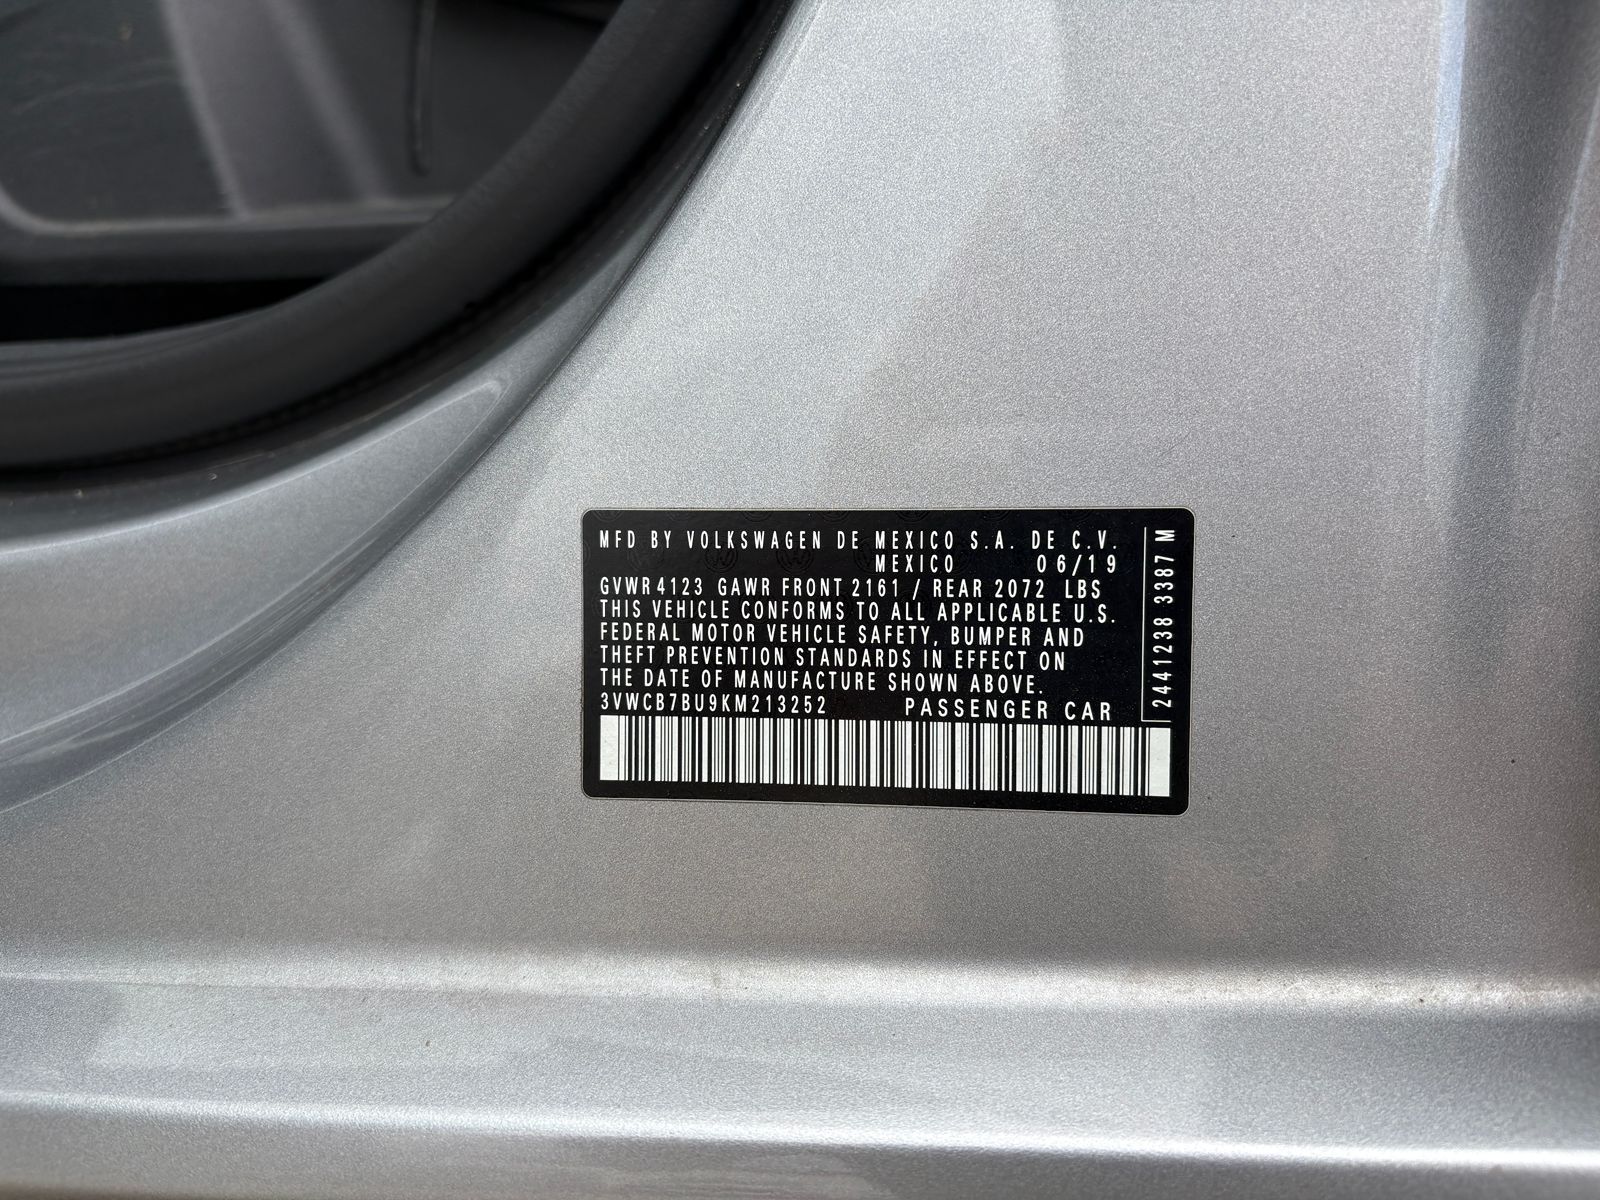 MFD BY VOLKSWAGEN DE MEXICO S.A. DE C.V.
MEXICO 06/19
GVWR 4123 GAWR FRONT 2161 / REAR 2072 LBS
THIS VEHICLE CONFORMS TO ALL APPLICABLE U.S.
FEDERAL MOTOR VEHICLE SAFETY, BUMPER AND
THEFT PREVENTION STANDARDS IN EFFECT ON
THE DATE OF MANUFACTURE SHOWN ABOVE.
3VWCB7BU9KM213252 PASSENGER CAR
2441238 3387 M